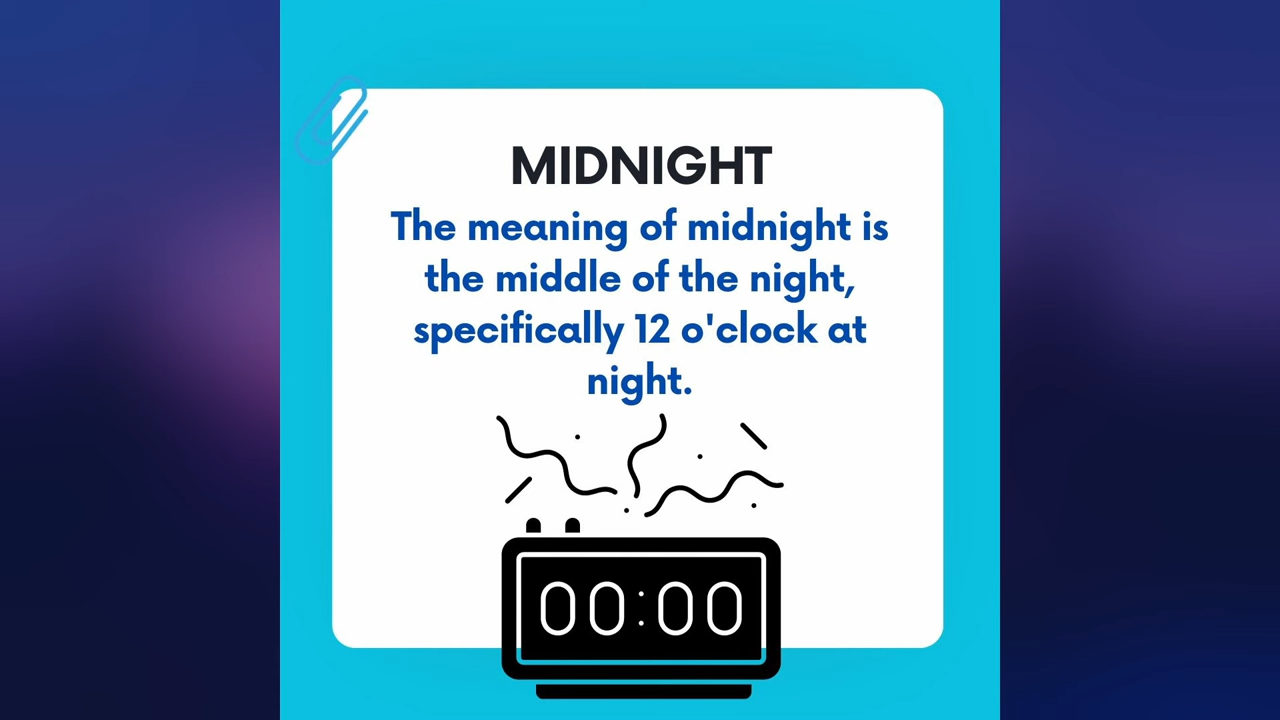 MIDNIGHT
The meaning of midnight is
the middle of the night,
specifically 12 o'clock at
night.
00:00